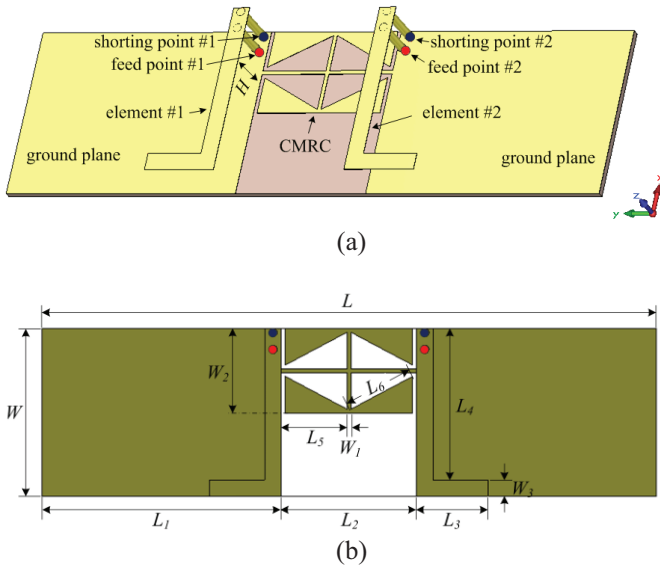 shorting point #1
feed point #1
H
element #1
ground plane
CMRC
shorting point #2
feed point #2
element #2
ground plane
X
Z
Y
(a)
L
W
W2
L6
L5
W1
L4
W3
L1
L2
L3
(b)